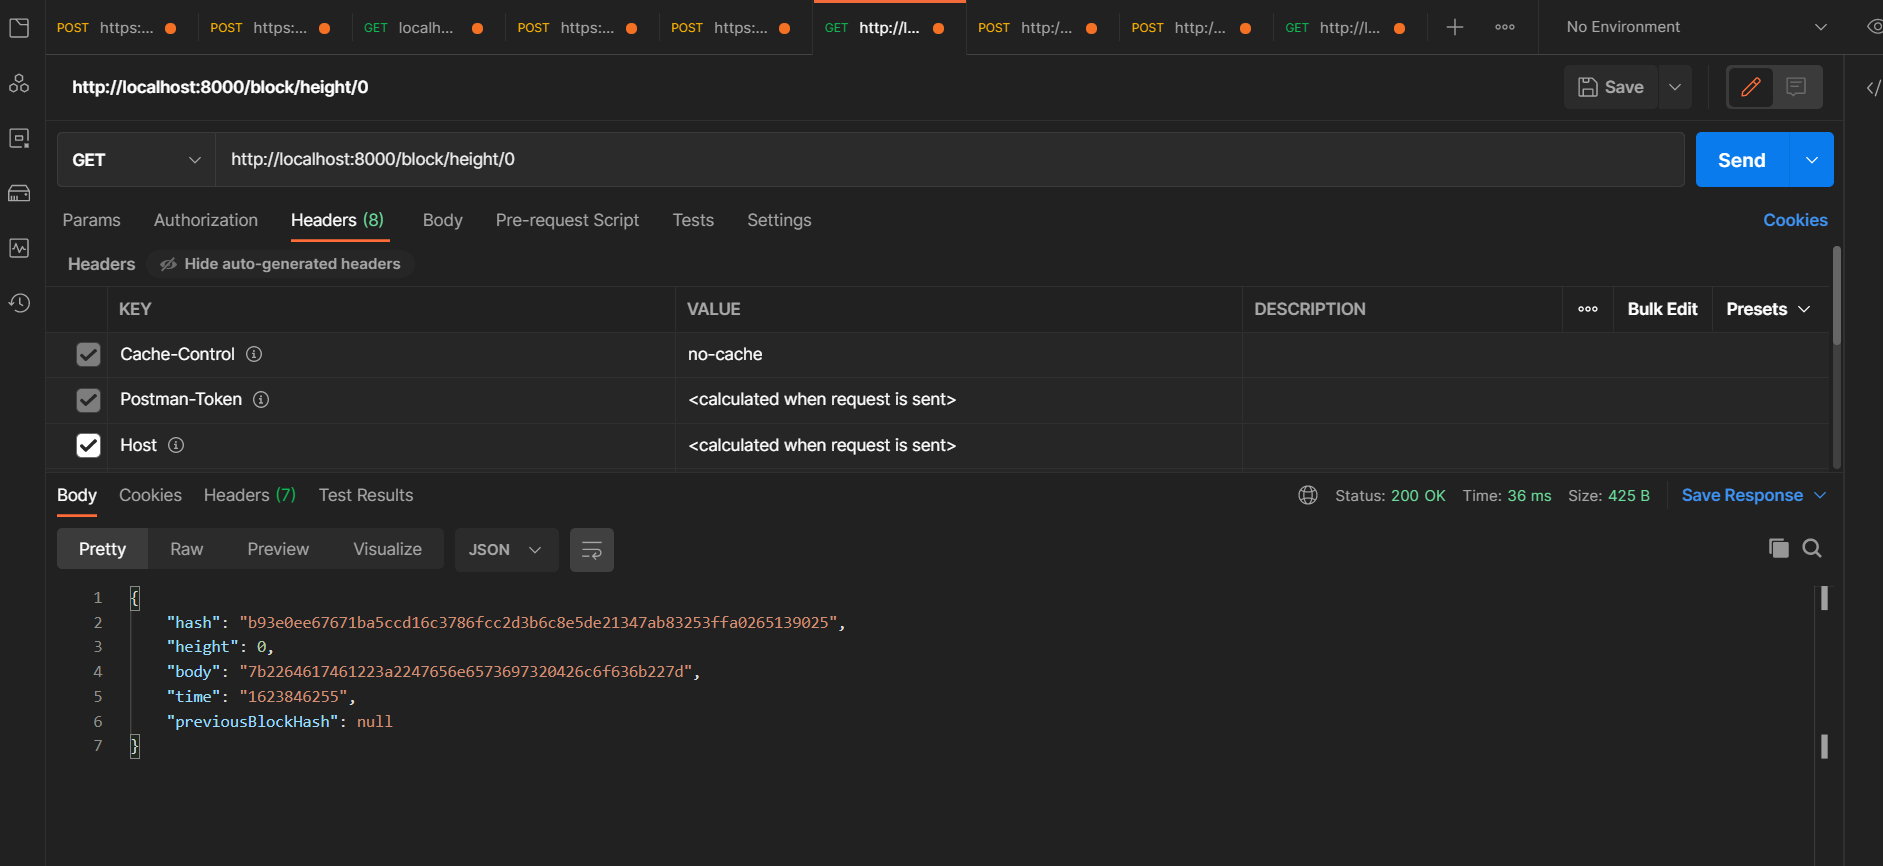 POST https:...
POST https:...
GET localh...
POST https:...
POST https:...
GET http://l...
POST http:/...
POST http:/...
GET http://l...
No Environment
http://localhost:8000/block/height/0
Save
GET http://localhost:8000/block/height/0
Send
Params Authorization Headers (8) Body Pre-request Script Tests Settings Cookies
Headers Hide auto-generated headers
KEY VALUE DESCRIPTION Bulk Edit Presets
Cache-Control no-cache
Postman-Token <calculated when request is sent>
Host <calculated when request is sent>
Body Cookies Headers (7) Test Results Status: 200 OK Time: 36 ms Size: 425 B Save Response
Pretty Raw Preview Visualize JSON
1 {
2 "hash": "b93e0ee67671ba5ccd16c3786fcc2d3b6c8e5de21347ab83253ffa0265139025",
3 "height": 0,
4 "body": "7b2264617461223a2247656e6573697320426c6f636b227d",
5 "time": "1623846255",
6 "previousBlockHash": null
7 }